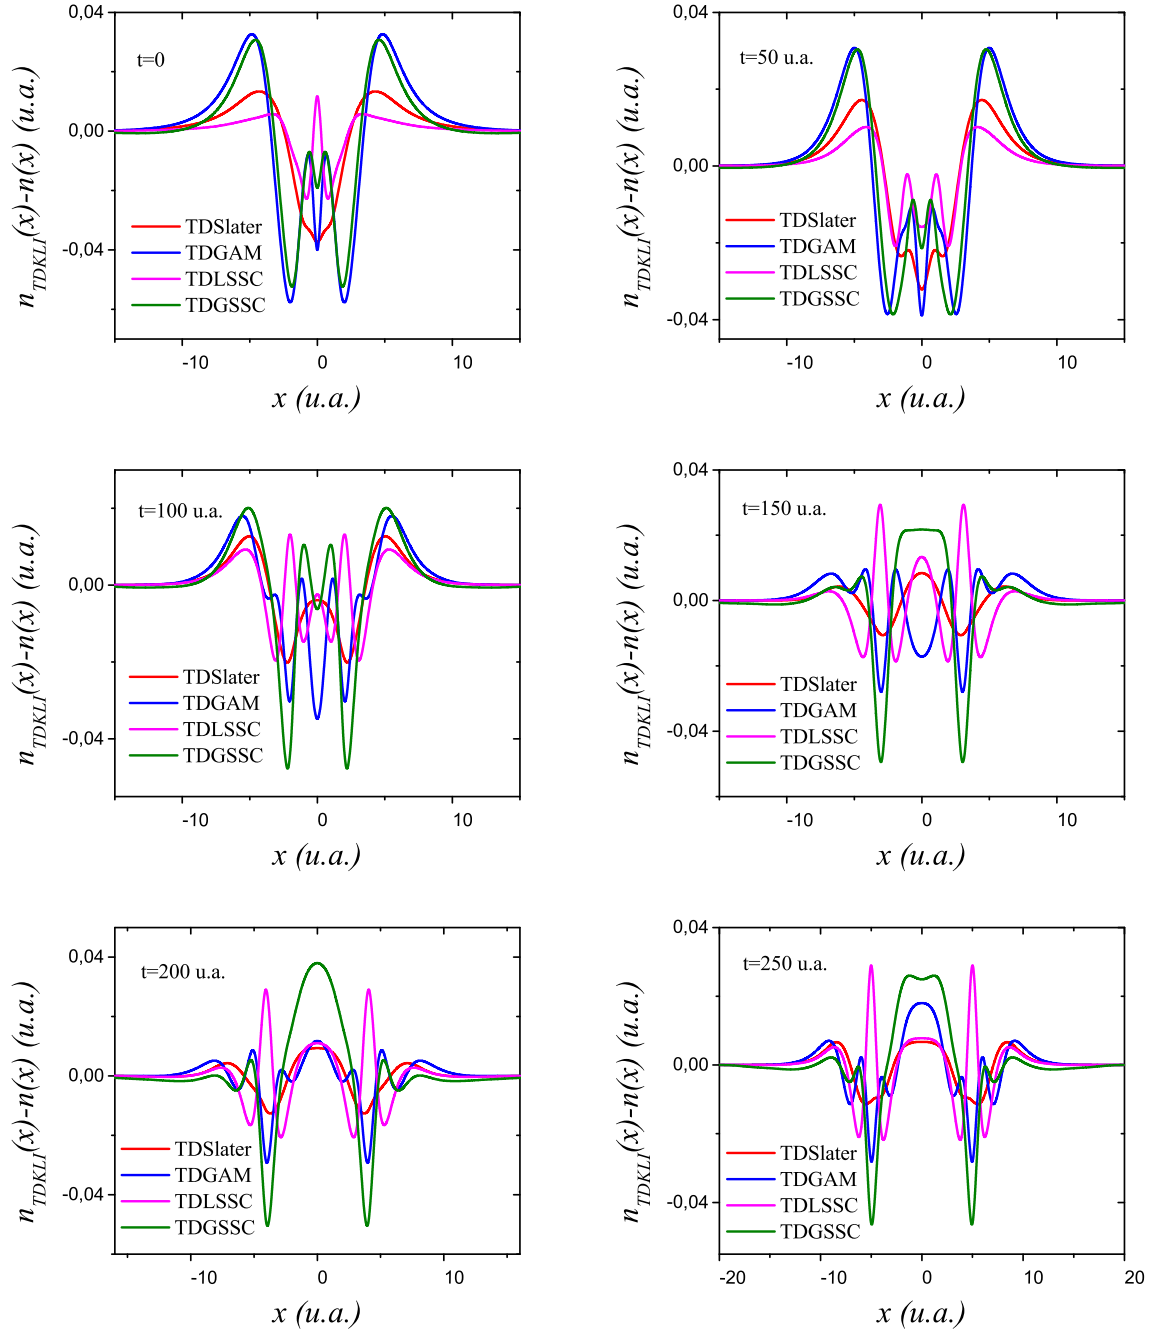 0,04
t=0
0,00
-0,04
n_TDKLI(x)-n(x) (u.a.)
TDSlater
TDGAM
TDLSSC
TDGSSC
-10 0 10
x (u.a.)
0,04
t=50 u.a.
0,00
-0,04
n_TDKLI(x)-n(x) (u.a.)
TDSlater
TDGAM
TDLSSC
TDGSSC
-10 0 10
x (u.a.)
t=100 u.a.
0,00
-0,04
n_TDKLI(x)-n(x) (u.a.)
TDSlater
TDGAM
TDLSSC
TDGSSC
-10 0 10
x (u.a.)
0,04
t=150 u.a.
0,00
-0,04
n_TDKLI(x)-n(x) (u.a.)
TDSlater
TDGAM
TDLSSC
TDGSSC
-10 0 10
x (u.a.)
0,04
t=200 u.a.
0,00
-0,04
n_TDKLI(x)-n(x) (u.a.)
TDSlater
TDGAM
TDLSSC
TDGSSC
-10 0 10
x (u.a.)
0,04
t=250 u.a.
0,00
-0,04
n_TDKLI(x)-n(x) (u.a.)
TDSlater
TDGAM
TDLSSC
TDGSSC
-20 -10 0 10 20
x (u.a.)